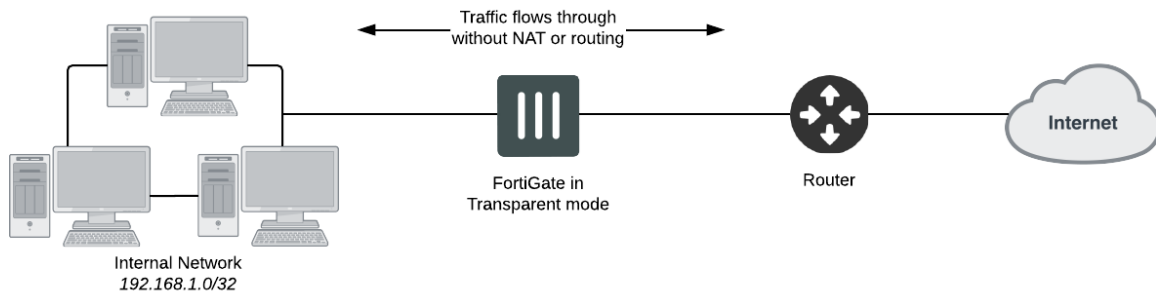 Traffic flows through
without NAT or routing
Internet
FortiGate in
Transparent mode
Router
Internal Network
192.168.1.0/32